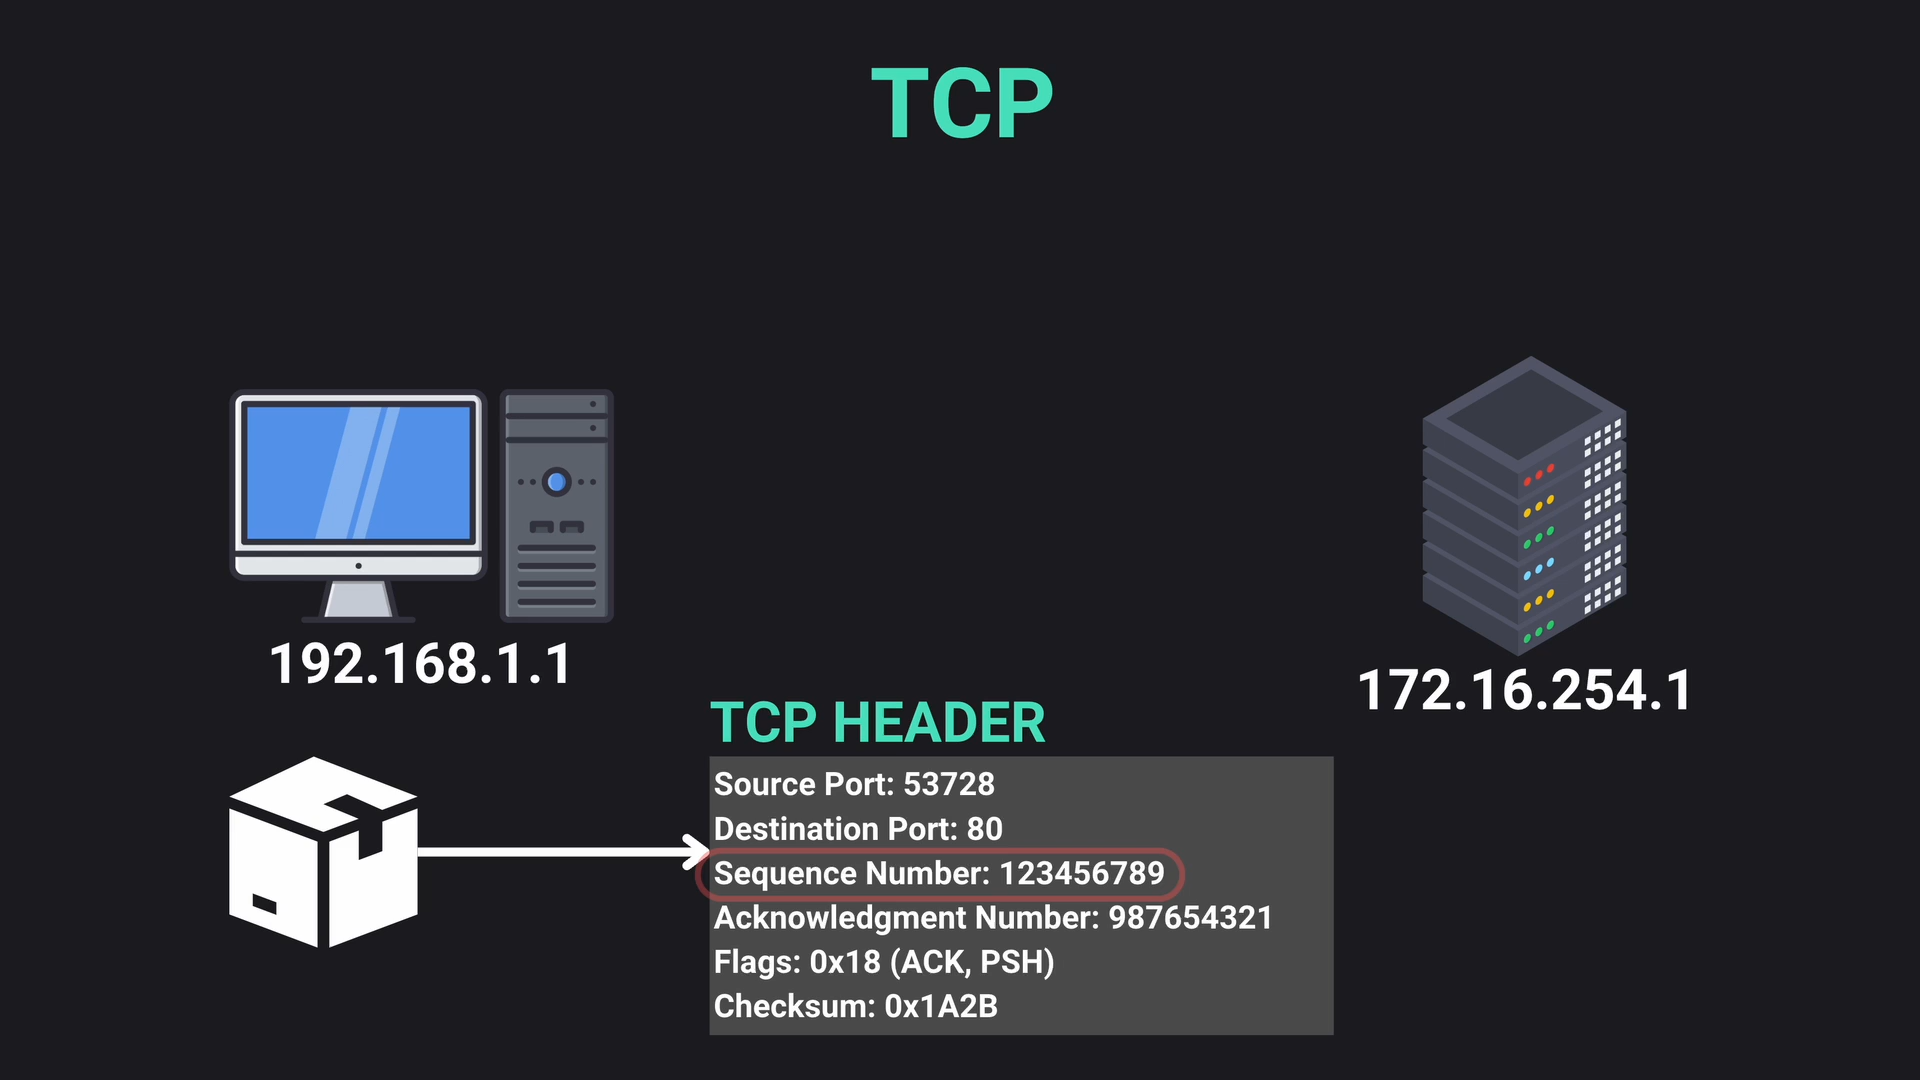 TCP
192.168.1.1
172.16.254.1
TCP HEADER
Source Port: 53728
Destination Port: 80
Sequence Number: 123456789
Acknowledgment Number: 987654321
Flags: 0x18 (ACK, PSH)
Checksum: 0x1A2B